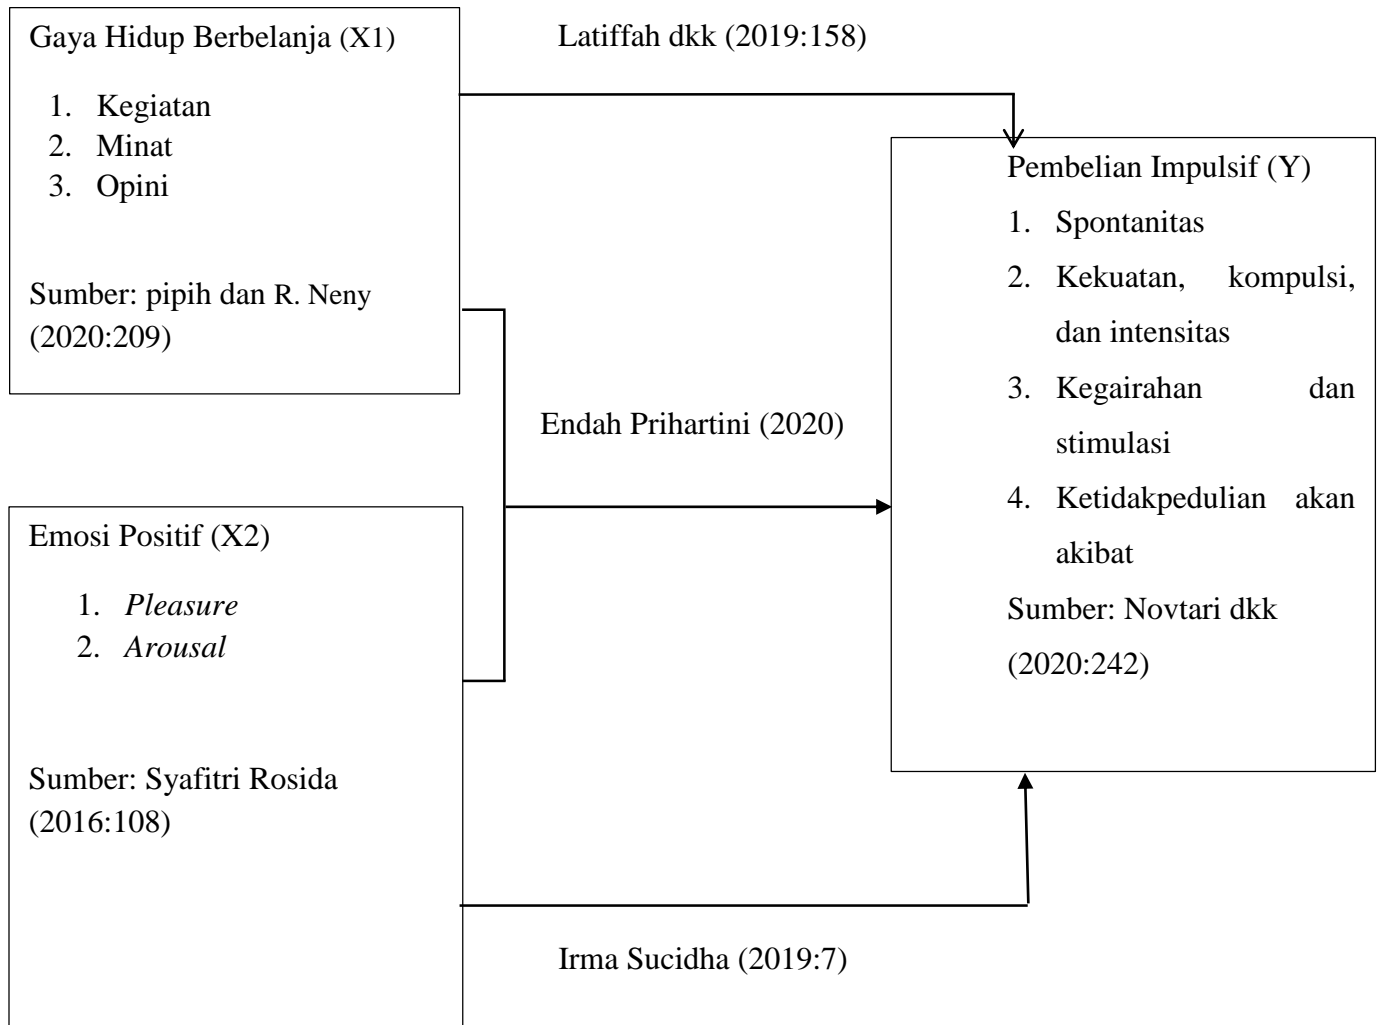 Gaya Hidup Berbelanja (X1)
1. Kegiatan
2. Minat
3. Opini
Sumber: pipih dan R. Neny
(2020:209)
Latiffah dkk (2019:158)
Endah Prihartini (2020)
Emosi Positif (X2)
1. Pleasure
2. Arousal
Sumber: Syafitri Rosida
(2016:108)
Irma Sucidha (2019:7)
Pembelian Impulsif (Y)
1. Spontanitas
2. Kekuatan, kompulsi,
dan intensitas
3. Kegairahan dan
stimulasi
4. Ketidakpedulian akan
akibat
Sumber: Novtari dkk
(2020:242)